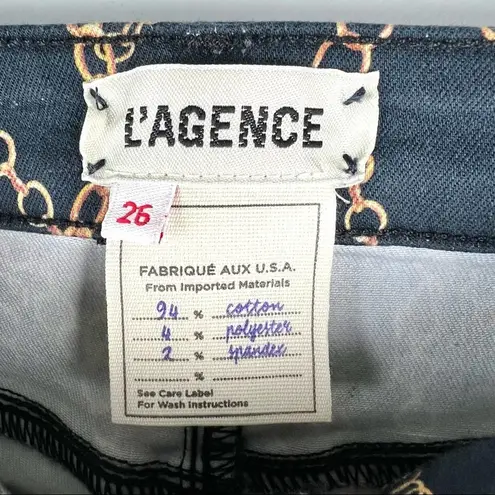 L'AGENCE
26
FABRIQUÉ AUX U.S.A.
From Imported Materials
94 % cotton
4 % polyester
2 % spandex
%
See Care Label
For Wash Instructions